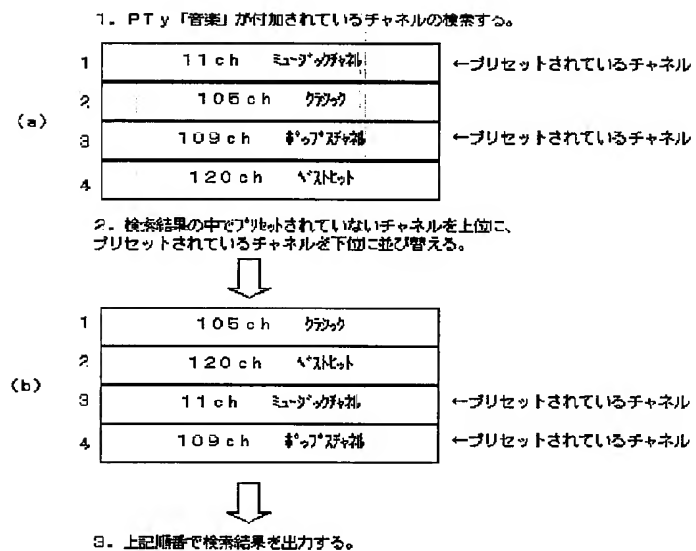 1. PTy「音楽」が付加されているチャネルの検索する。
(a)
1 11ch ﾐｭｰｼﾞｯｸﾁｬﾈﾙ ←プリセットされているチャネル
2 105ch ｸﾗｼｯｸ
3 109ch ﾎﾟｯﾌﾟｽﾁｬﾈﾙ ←プリセットされているチャネル
4 120ch ﾍﾞｽﾄﾋｯﾄ
2. 検索結果の中でﾌﾟﾘｾｯﾄされていないチャネルを上位に、
プリセットされているチャネルを下位に並び替える。
(b)
1 105ch ｸﾗｼｯｸ
2 120ch ﾍﾞｽﾄﾋｯﾄ
3 11ch ﾐｭｰｼﾞｯｸﾁｬﾈﾙ ←プリセットされているチャネル
4 109ch ﾎﾟｯﾌﾟｽﾁｬﾈﾙ ←プリセットされているチャネル
3. 上記順番で検索結果を出力する。